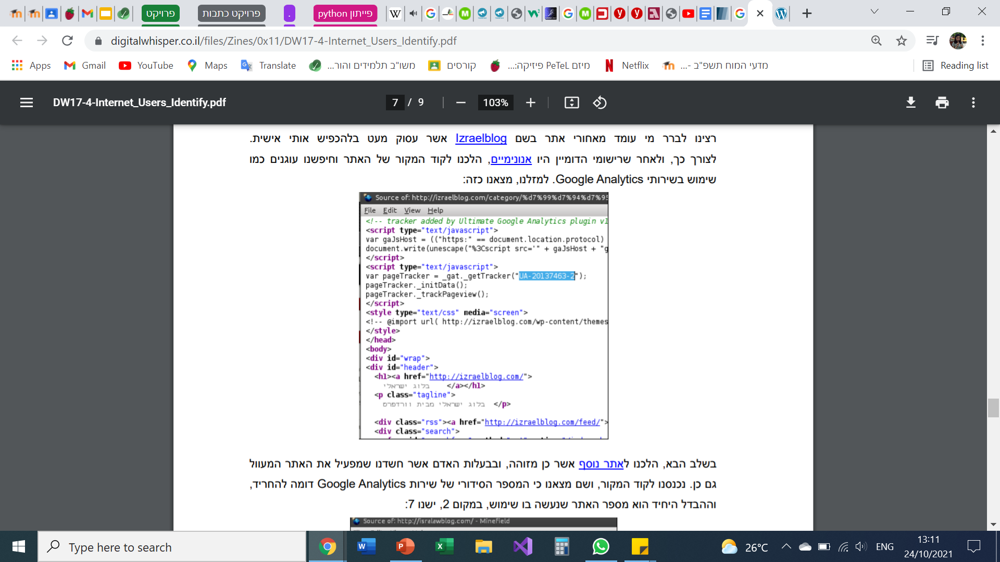 פרויקט
פרויקט כתבות
.
פייתון python
digitalwhisper.co.il/files/Zines/0x11/DW17-4-Internet_Users_Identify.pdf
Apps
Gmail
YouTube
Maps
Translate
משו"ב תלמידים והור...
קורסים
מיזם PeTeL פיזיקה:...
Netflix
מדעי המוח תשפ"ב -...
Reading list
DW17-4-Internet_Users_Identify.pdf
7 / 9
103%
רצינו לברר מי עומד מאחורי אתר בשם Izraelblog אשר עסוק מעט בלהכפיש אותי אישית.
לצורך כך, ולאחר שרישומי הדומיין היו אנונימיים, הלכנו לקוד המקור של האתר וחיפשנו עוגנים כמו
שימוש בשירותי Google Analytics. למזלנו, מצאנו כזה:
Source of: http://izraelblog.com/category/%d7%99%d7%94%d7%95
File Edit View Help
<!-- tracker added by Ultimate Google Analytics plugin v1
<script type="text/javascript">
var gaJsHost = (("https:" == document.location.protocol)
document.write(unescape("%3Cscript src='" + gaJsHost + "g
</script>
<script type="text/javascript">
var pageTracker = _gat._getTracker("UA-20137463-2");
pageTracker._initData();
pageTracker._trackPageview();
</script>
<style type="text/css" media="screen">
<!-- @import url( http://izraelblog.com/wp-content/themes
</style>
</head>
<body>
<div id="wrap">
<div id="header">
<h1><a href="http://izraelblog.com/">
בלוג ישראלי </a></h1>
<p class="tagline">
בלוג ישראלי מבית וורדפרס </p>
<div class="rss"><a href="http://izraelblog.com/feed/">
<div class="search">
בשלב הבא, הלכנו לאתר נוסף אשר כן מזוהה, ובבעלות האדם אשר חשדנו שמפעיל את האתר המעוול
גם כן. נכנסנו לקוד המקור, ושם מצאנו כי המספר הסידורי של שירות Google Analytics דומה להחריד,
וההבדל היחיד הוא מספר האתר שנעשה בו שימוש, במקום 2, ישנו 7:
Source of: http://isralawblog.com/ - Minefield
Type here to search
26°C
ENG
13:11
24/10/2021